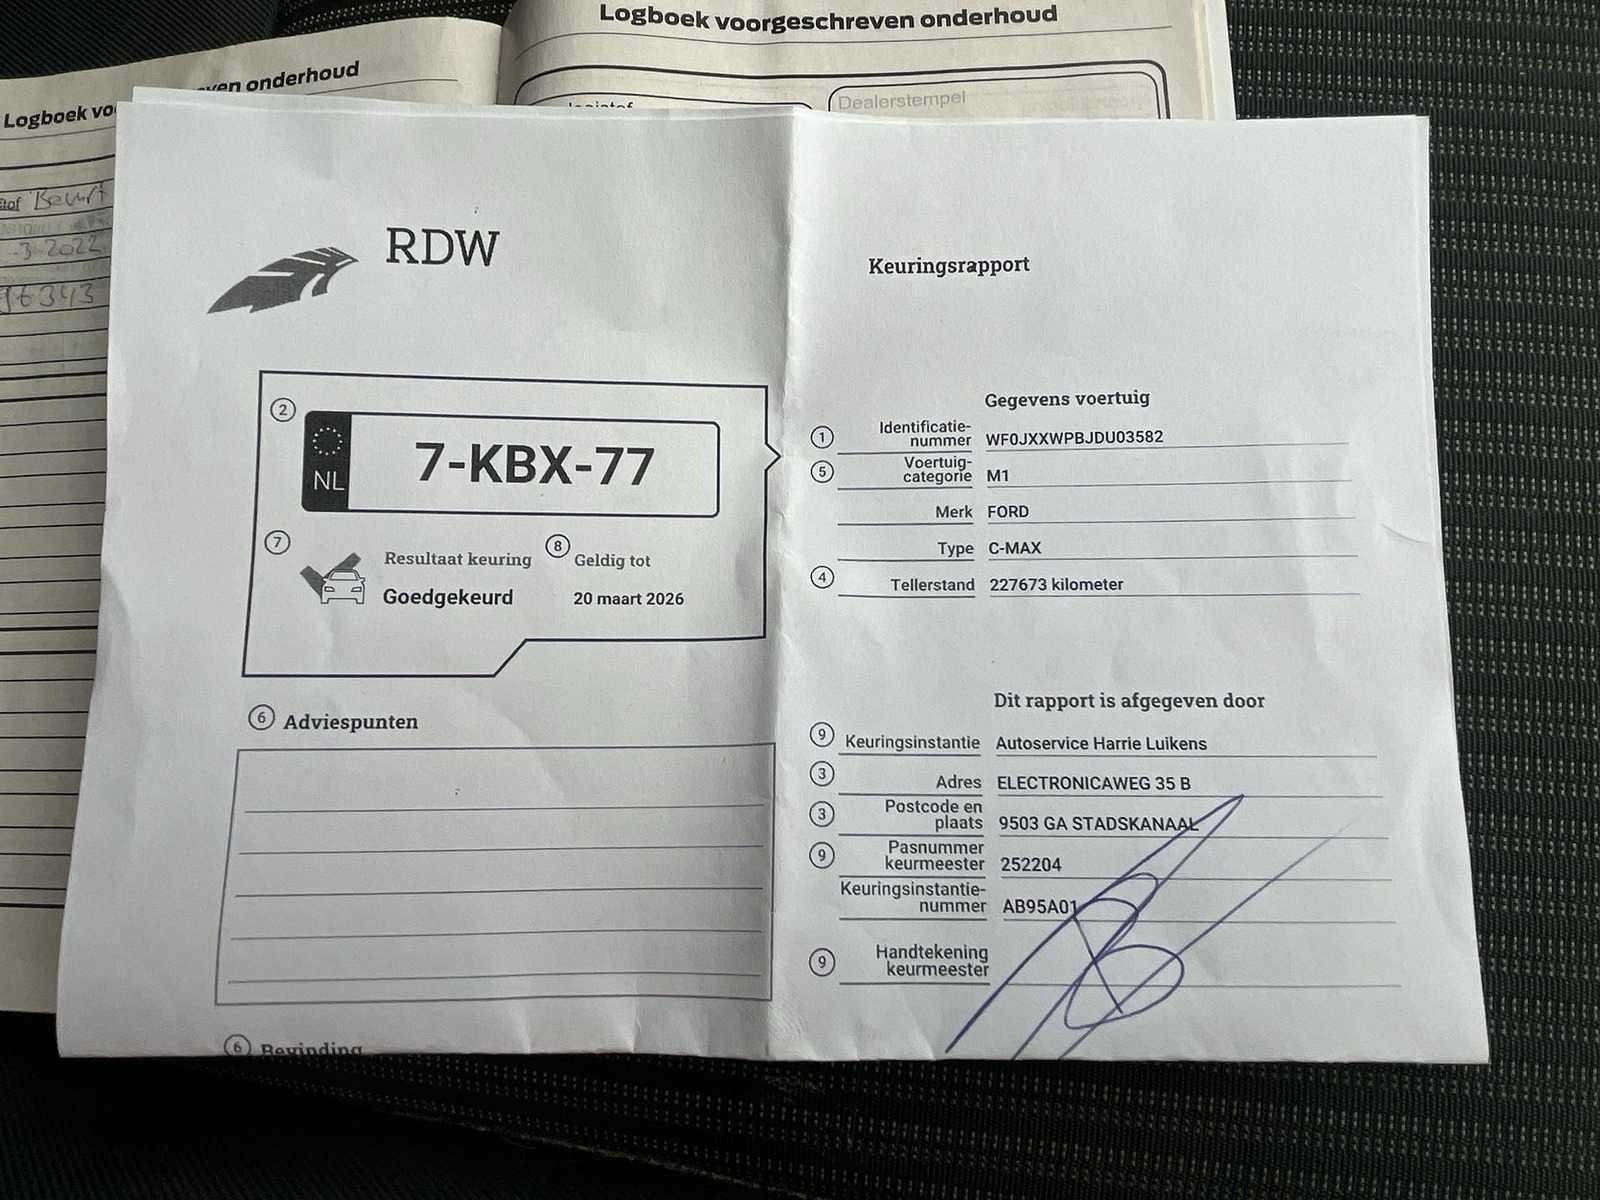 Logboek voorgeschreven onderhoud
onderhoud
Logboek
Dealerstempel
Beurt
3-2022
RDW
Keuringsrapport
2
NL
7-KBX-77
7
Resultaat keuring
Goedgekeurd
8
Geldig tot
20 maart 2026
6 Adviespunten
6 Bevinding
Gegevens voertuig
1 Identificatie-
nummer WF0JXXWPBJDU03582
5 Voertuig-
categorie M1
Merk FORD
Type C-MAX
4 Tellerstand 227673 kilometer
Dit rapport is afgegeven door
9 Keuringsinstantie Autoservice Harrie Luikens
3 Adres ELECTRONICAWEG 35 B
3 Postcode en
plaats 9503 GA STADSKANAAL
9 Pasnummer
keurmeester 252204
Keuringsinstantie-
nummer AB95A01
9 Handtekening
keurmeester